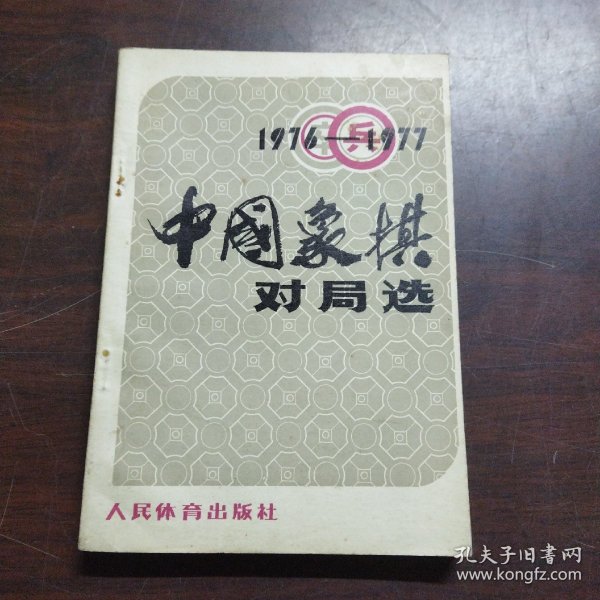 1976—1977
兵
中國象棋
对局选
人民体育出版社
孔夫子旧书网
www.kongfz.com